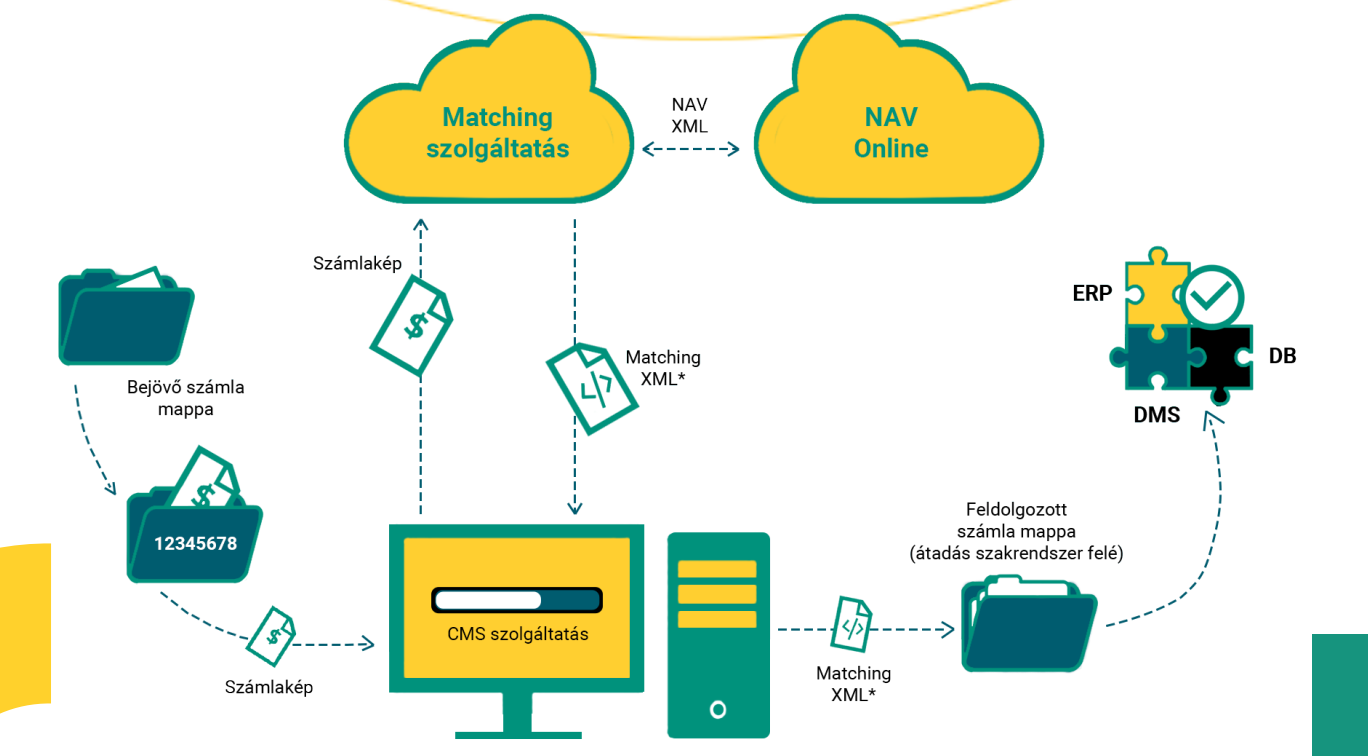 Matching
szolgáltatás
NAV
XML
NAV
Online
Számlakép
Matching
XML*
ERP
DB
DMS
Bejövő számla
mappa
12345678
Számlakép
CMS szolgáltatás
Matching
XML*
Feldolgozott
számla mappa
(átadás szakrendszer felé)